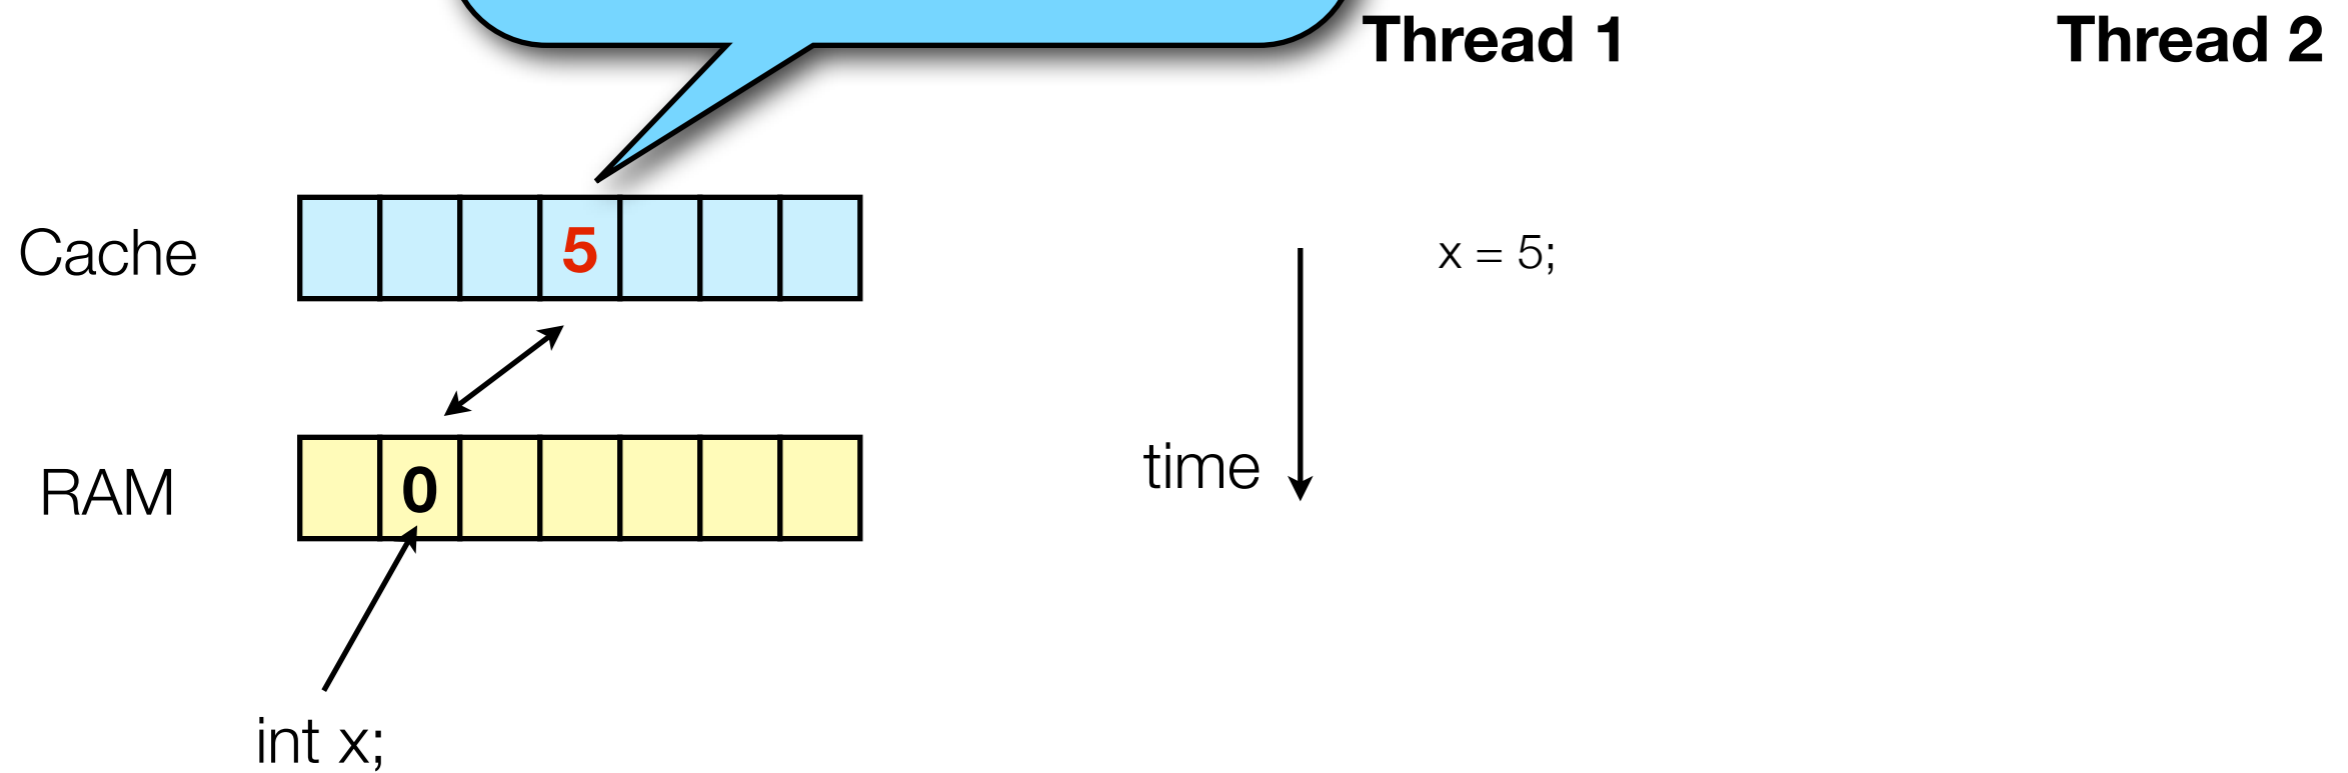 Thread 1
Thread 2
Cache
5
x = 5;
RAM
0
time
int x;